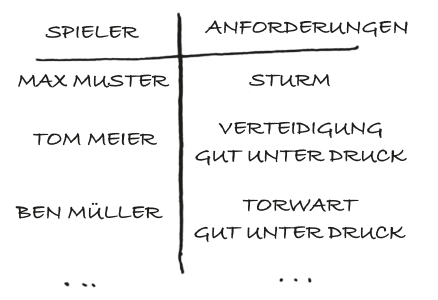 SPIELER ANFORDERUNGEN
MAX MUSTER STURM
TOM MEIER VERTEIDIGUNG
GUT UNTER DRUCK
BEN MÜLLER TORWART
GUT UNTER DRUCK
... ...